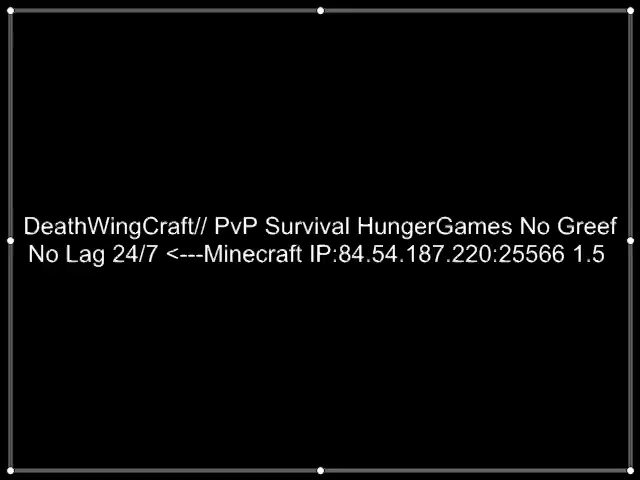 DeathWingCraft// PvP Survival HungerGames No Greef
No Lag 24/7 <---Minecraft IP:84.54.187.220:25566 1.5